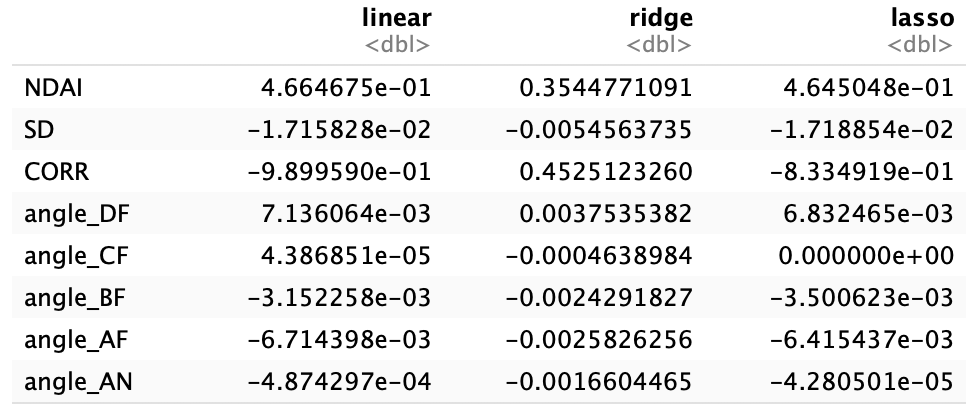 linear ridge lasso
<dbl> <dbl> <dbl>
NDAI 4.664675e-01 0.3544771091 4.645048e-01
SD -1.715828e-02 -0.0054563735 -1.718854e-02
CORR -9.899590e-01 0.4525123260 -8.334919e-01
angle_DF 7.136064e-03 0.0037535382 6.832465e-03
angle_CF 4.386851e-05 -0.0004638984 0.000000e+00
angle_BF -3.152258e-03 -0.0024291827 -3.500623e-03
angle_AF -6.714398e-03 -0.0025826256 -6.415437e-03
angle_AN -4.874297e-04 -0.0016604465 -4.280501e-05